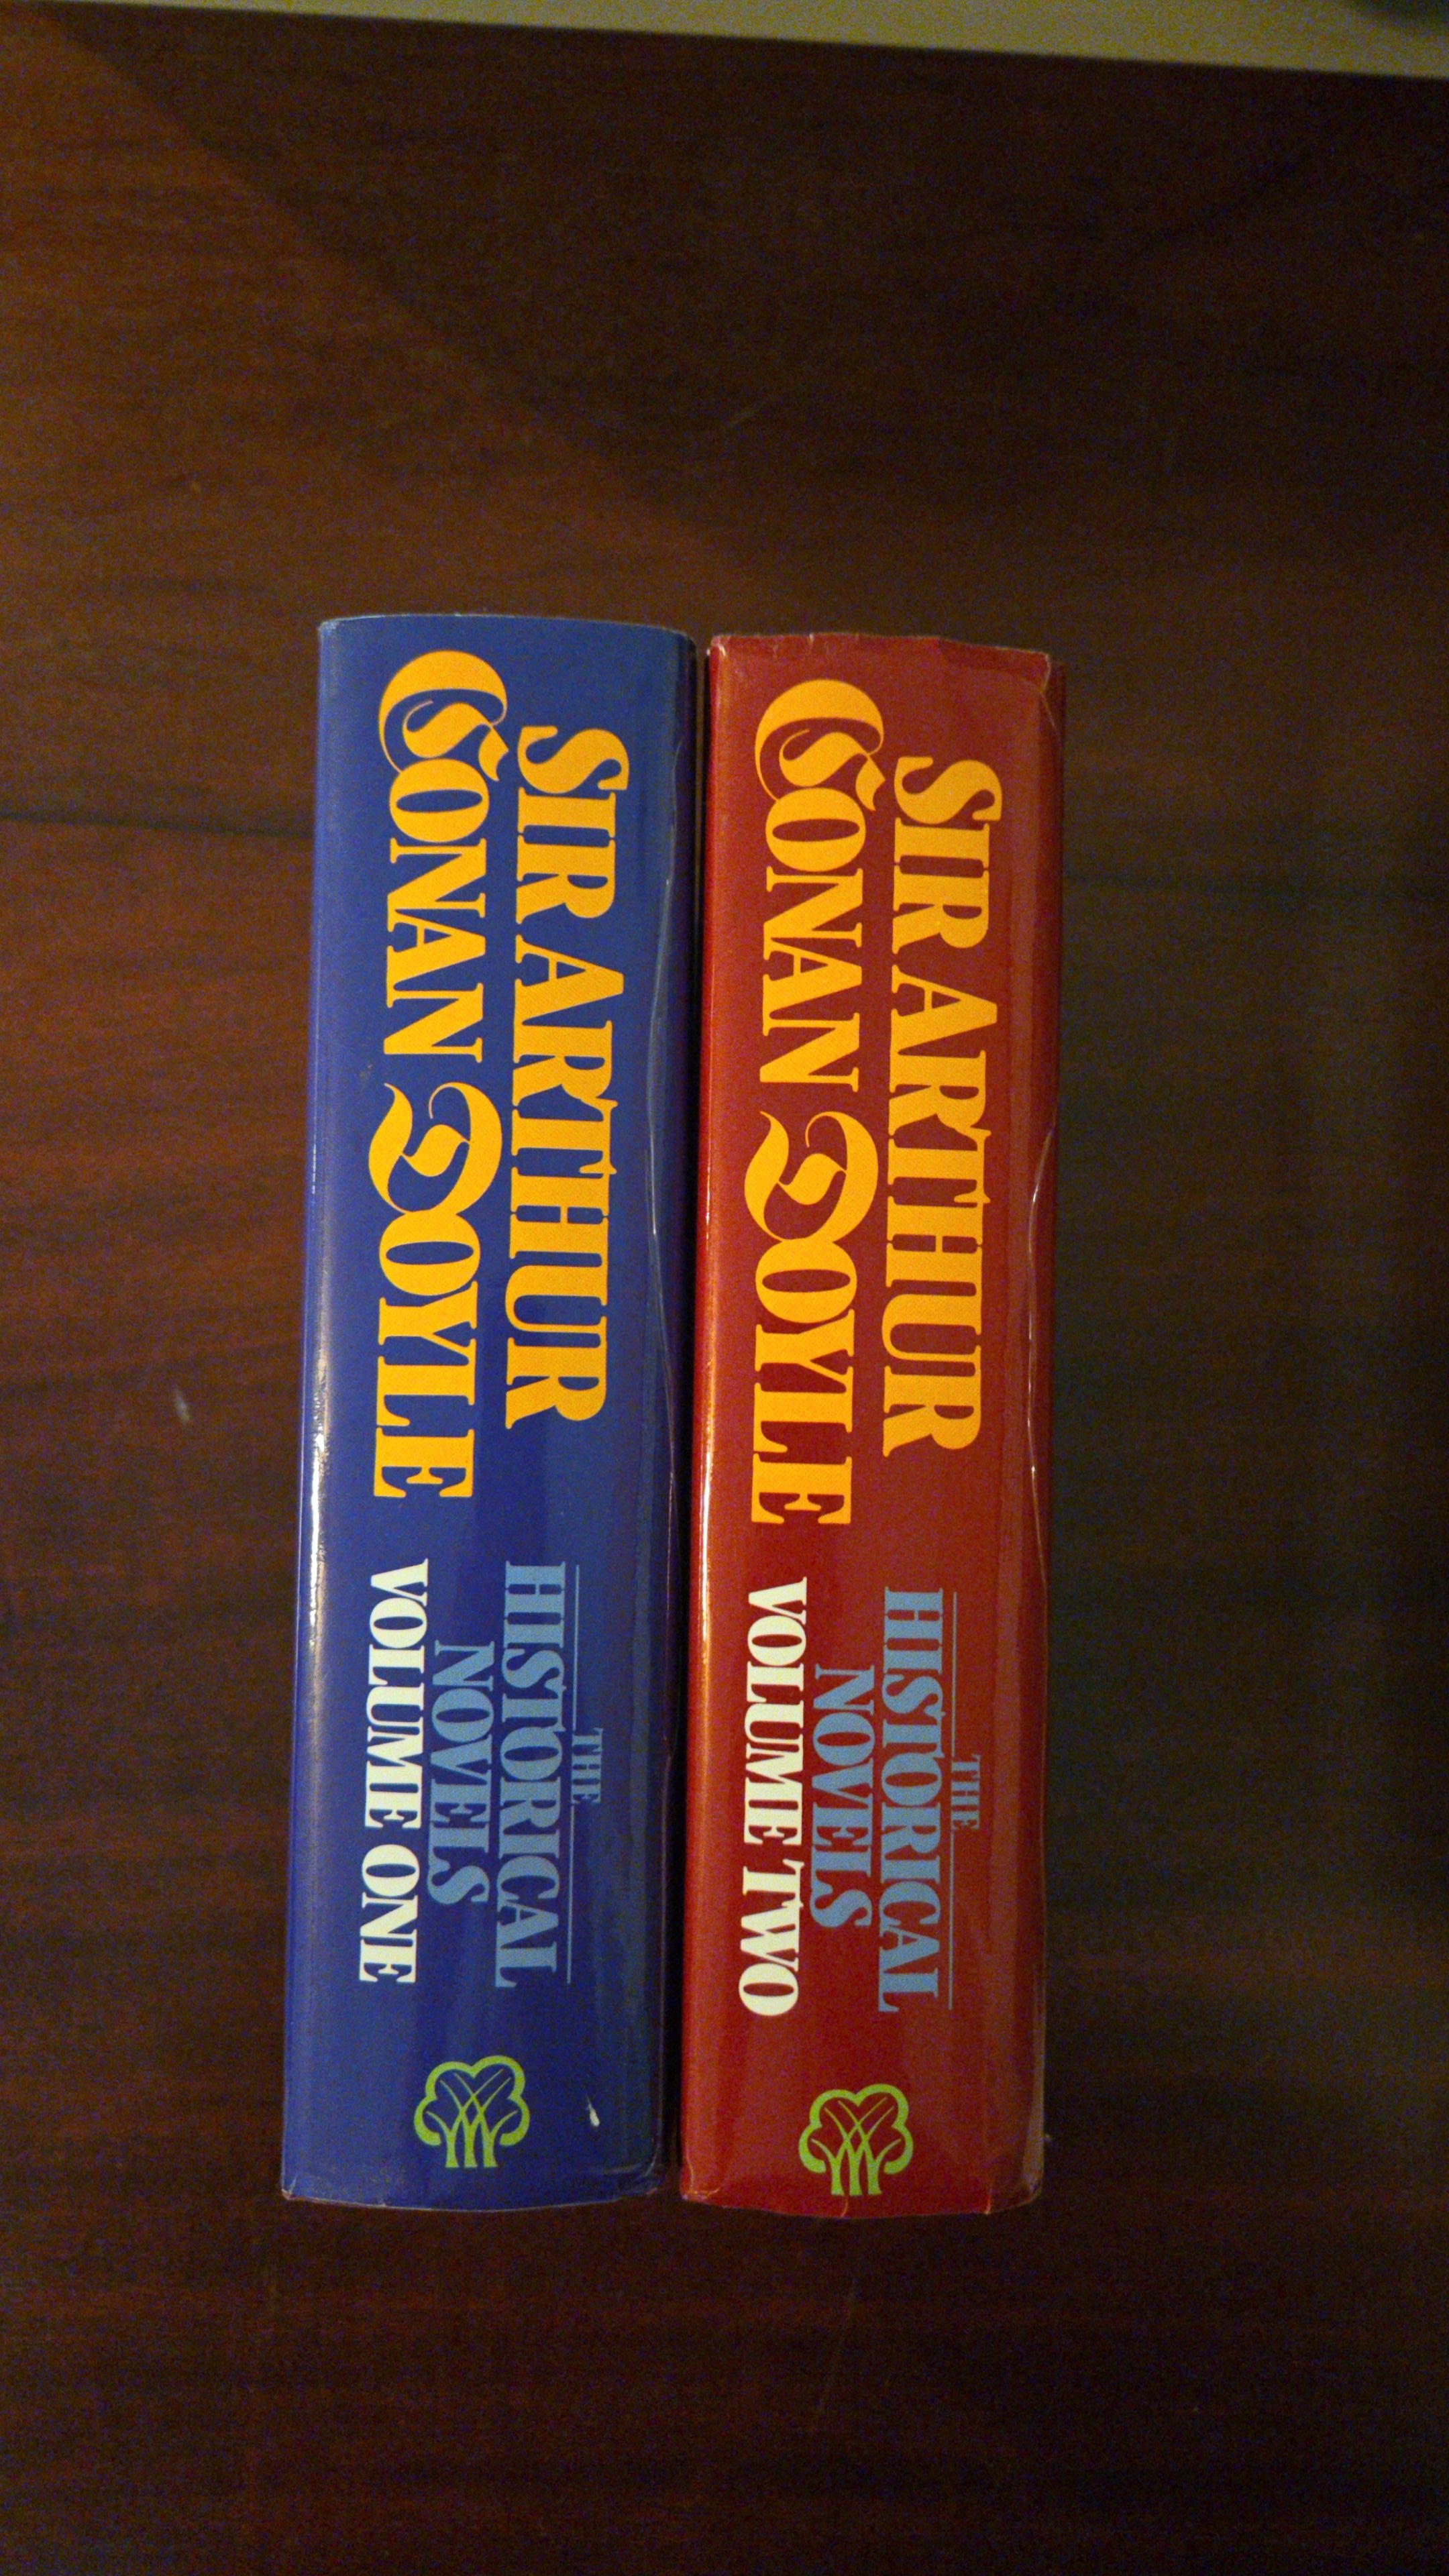 SIR ARTHUR
CONAN DOYLE
THE
HISTORICAL
NOVELS
VOLUME ONE
SIR ARTHUR
CONAN DOYLE
THE
HISTORICAL
NOVELS
VOLUME TWO